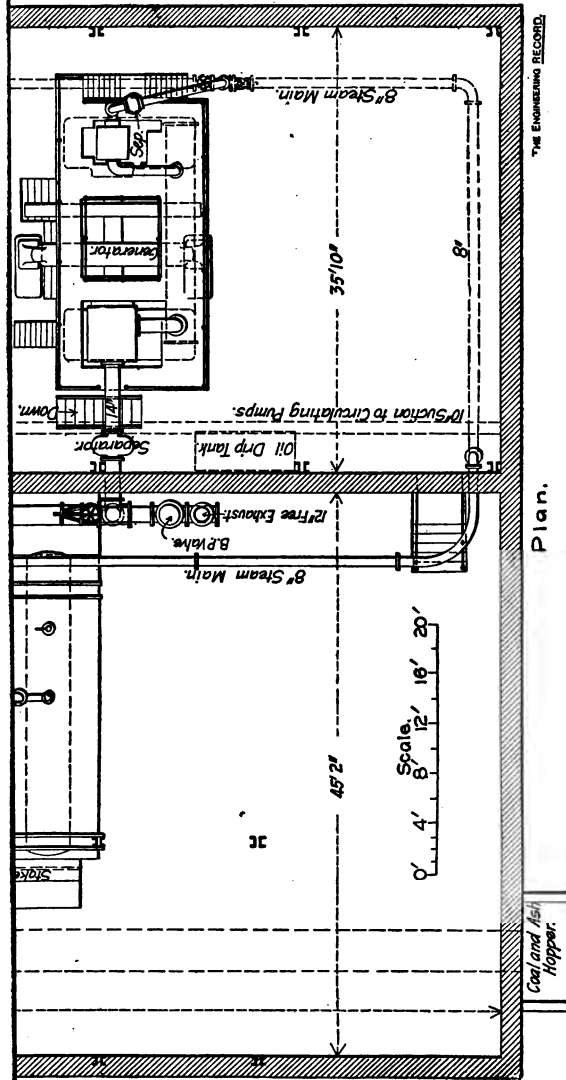 THE ENGINEERING RECORD.
8" Steam Main.
Sep.
Generator.
35'10"
8"
Down.
14"
10" Suction to Circulating Pumps.
Separator.
Oil Drip Tank.
12" Free Exhaust.
B.P. Valve.
8" Steam Main.
Plan.
Scale.
0' 4' 8' 12' 16' 20'
45'2"
Coal and Ash
Hopper.